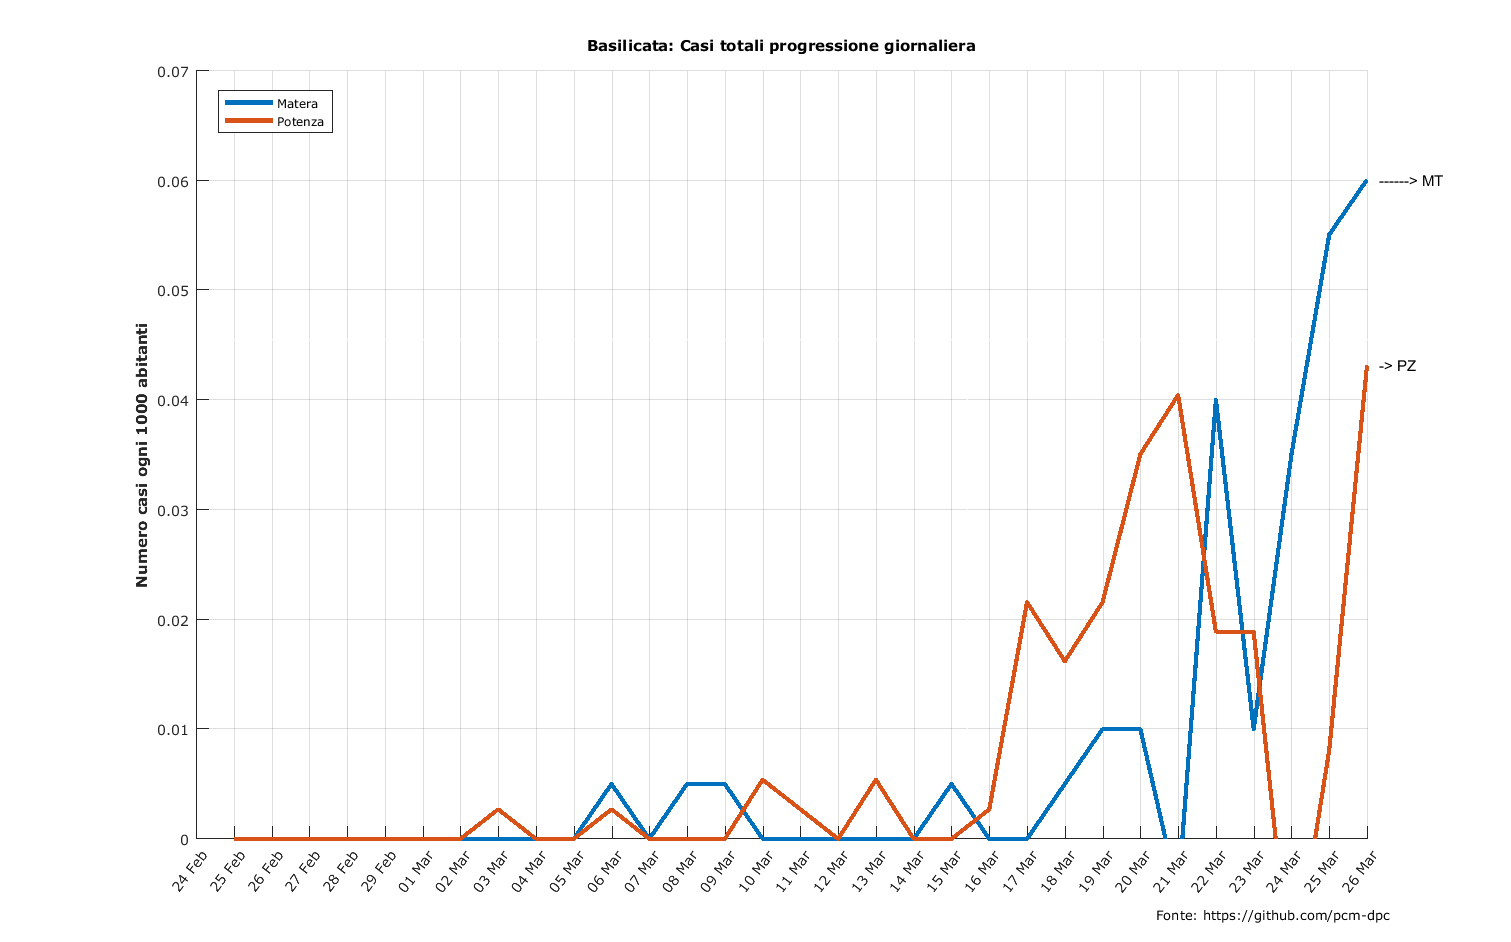 Basilicata: Casi totali progressione giornaliera
Matera
Potenza
0.07
0.06
0.05
0.04
0.03
0.02
0.01
0
Numero casi ogni 1000 abitanti
------> MT
-> PZ
24 Feb
25 Feb
26 Feb
27 Feb
28 Feb
29 Feb
01 Mar
02 Mar
03 Mar
04 Mar
05 Mar
06 Mar
07 Mar
08 Mar
09 Mar
10 Mar
11 Mar
12 Mar
13 Mar
14 Mar
15 Mar
16 Mar
17 Mar
18 Mar
19 Mar
20 Mar
21 Mar
22 Mar
23 Mar
24 Mar
25 Mar
26 Mar
Fonte: https://github.com/pcm-dpc